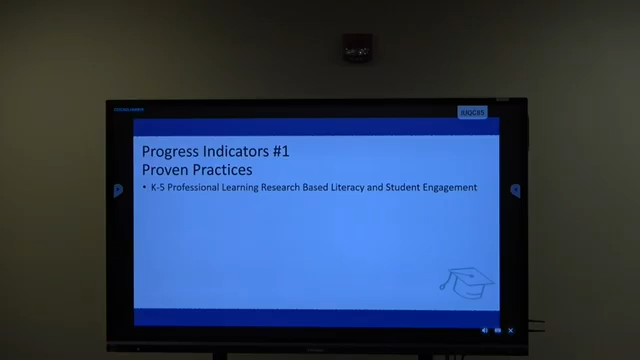 Progress Indicators #1
Proven Practices
• K-5 Professional Learning Research Based Literacy and Student Engagement